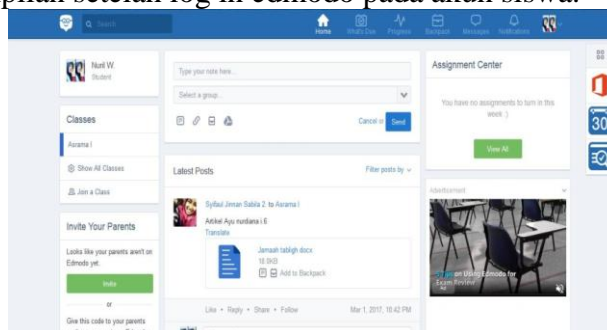 setelah log in edmodo pada akun siswa.
Search
Home
What's Due
Progress
Backpack
Messages
Notifications
Nuril W.
Student
Classes
Asrama I
Show All Classes
Join a Class
Invite Your Parents
Looks like your parents aren't on
Edmodo yet.
Invite
or
Give this code to your parents
Type your note here...
Select a group...
Cancel or Send
Latest Posts
Filter posts by
Syifaul Jinnan Sabila 2 to Asrama I
Artikel Ayu nurdiana i.6
Translate
Jamaah tabligh.docx
Add to Backpack
Like • Reply • Share • Follow
Mar 1, 2017, 10:42 PM
Assignment Center
You have no assignments to turn in this
week :)
View All
Advertisement
on Using Edmodo for
Exam Review
30